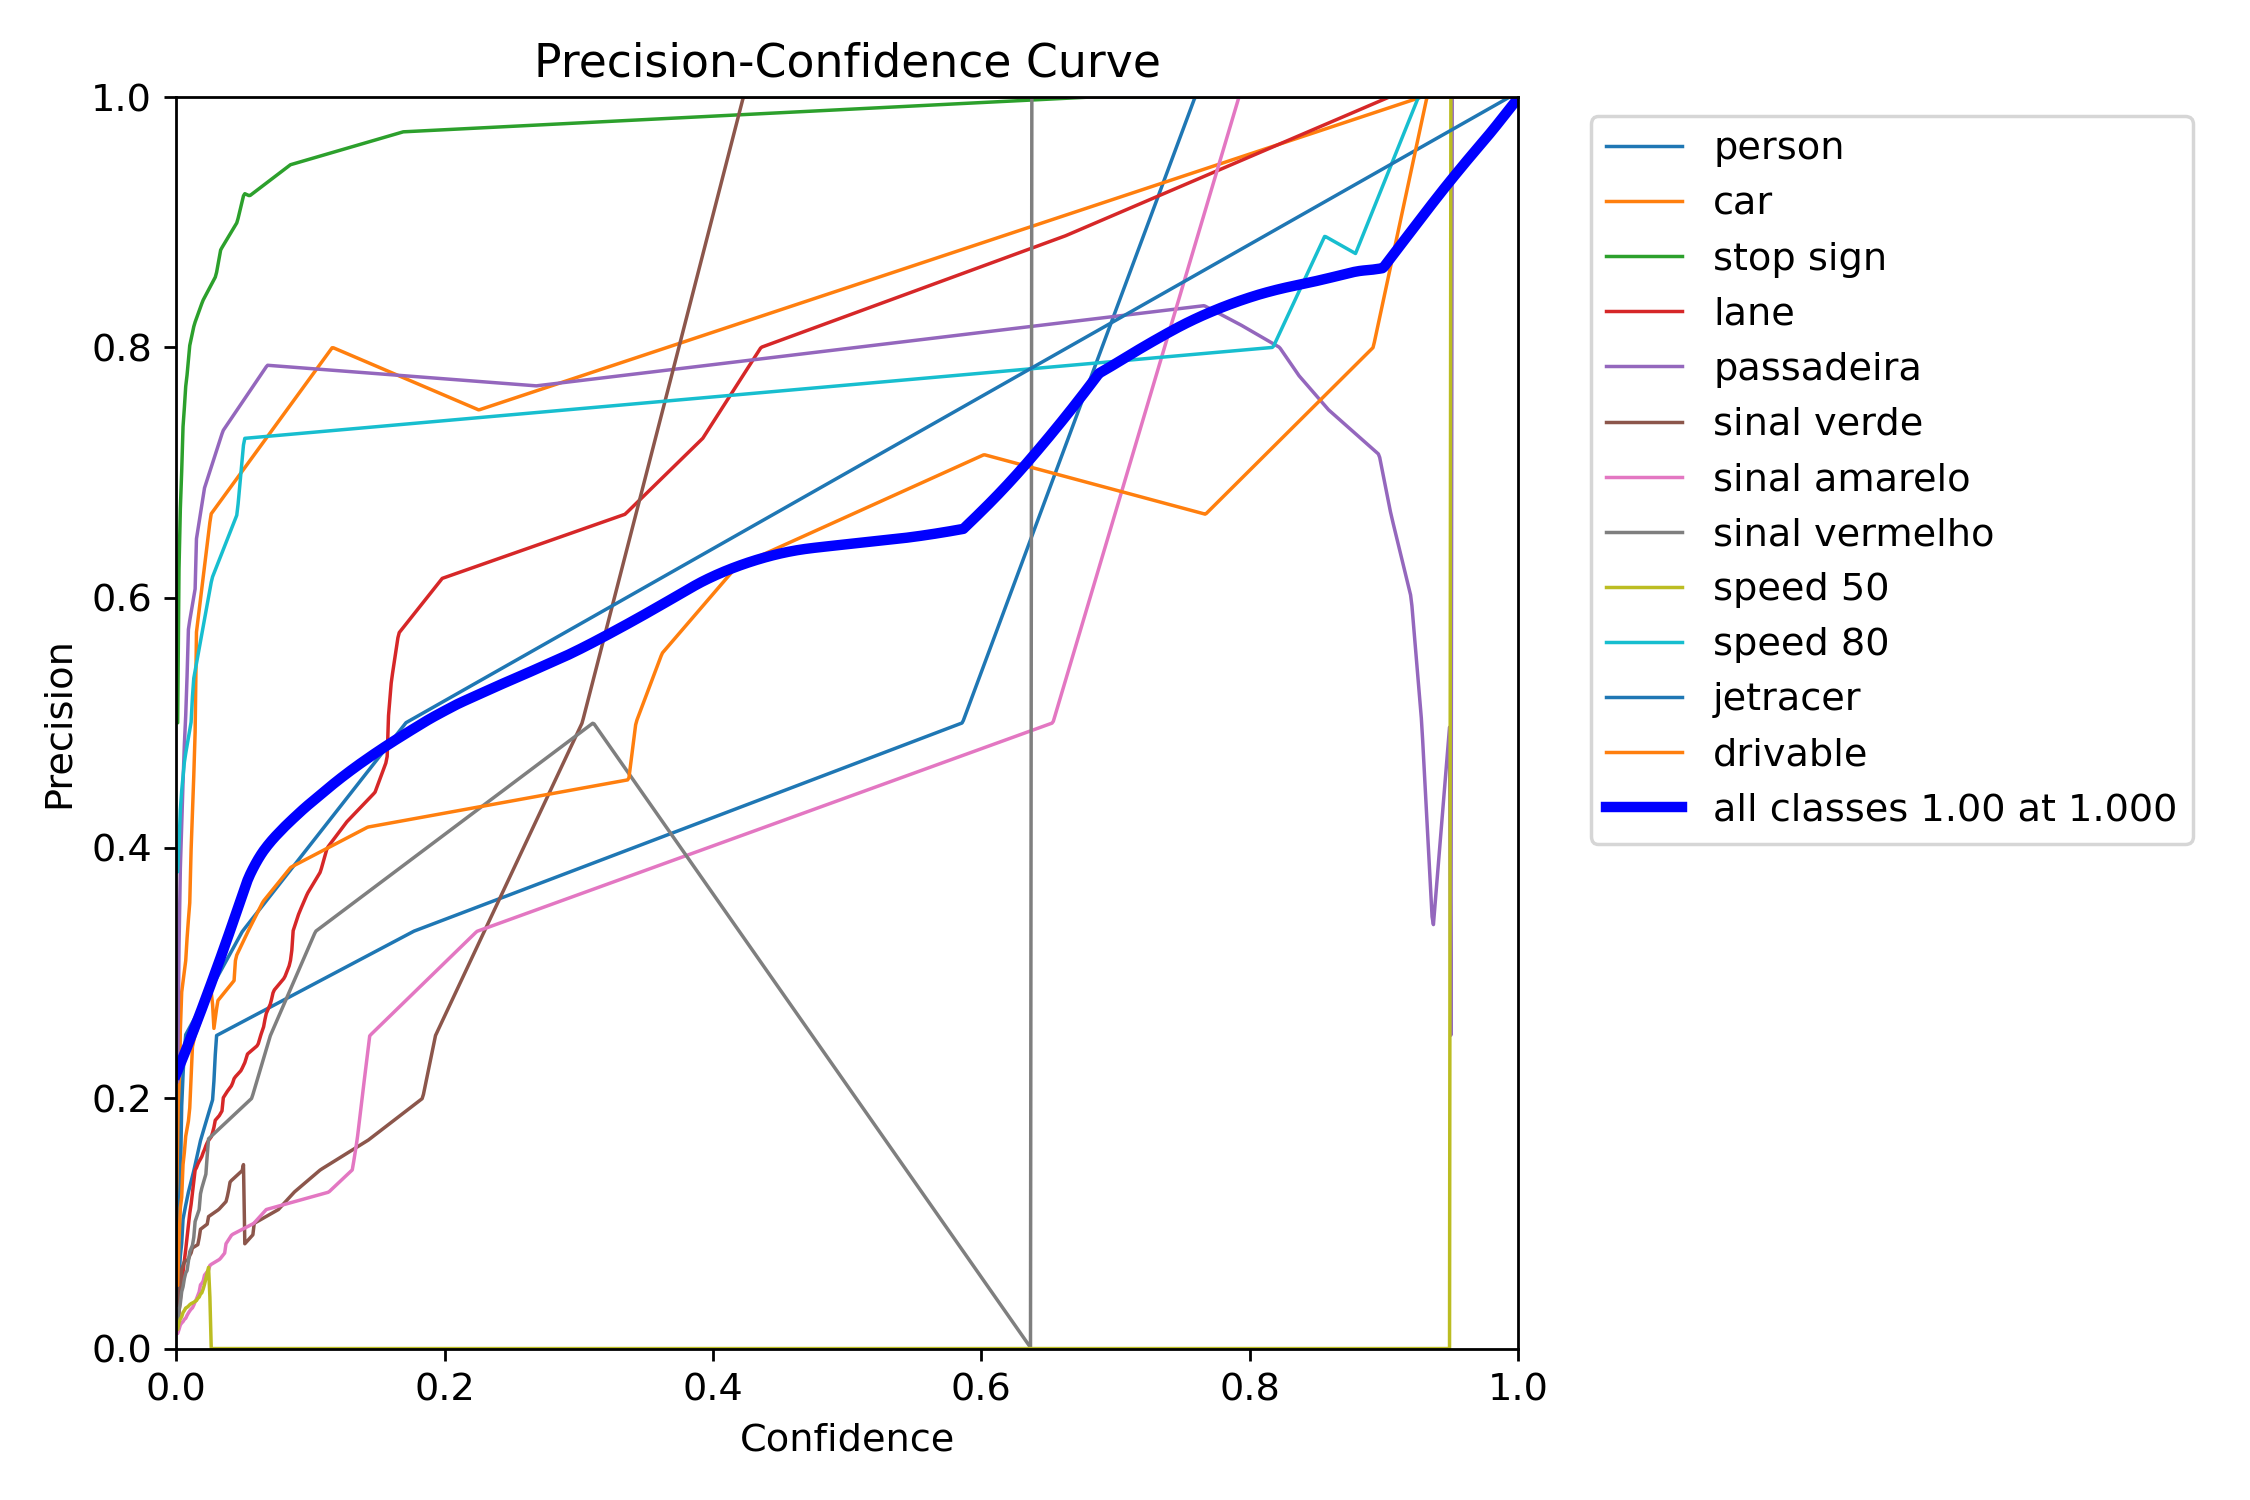 Precision-Confidence Curve
1.0
0.8
0.6
0.4
0.2
0.0
Precision
0.0 0.2 0.4 0.6 0.8 1.0
Confidence
person
car
stop sign
lane
passadeira
sinal verde
sinal amarelo
sinal vermelho
speed 50
speed 80
jetracer
drivable
all classes 1.00 at 1.000